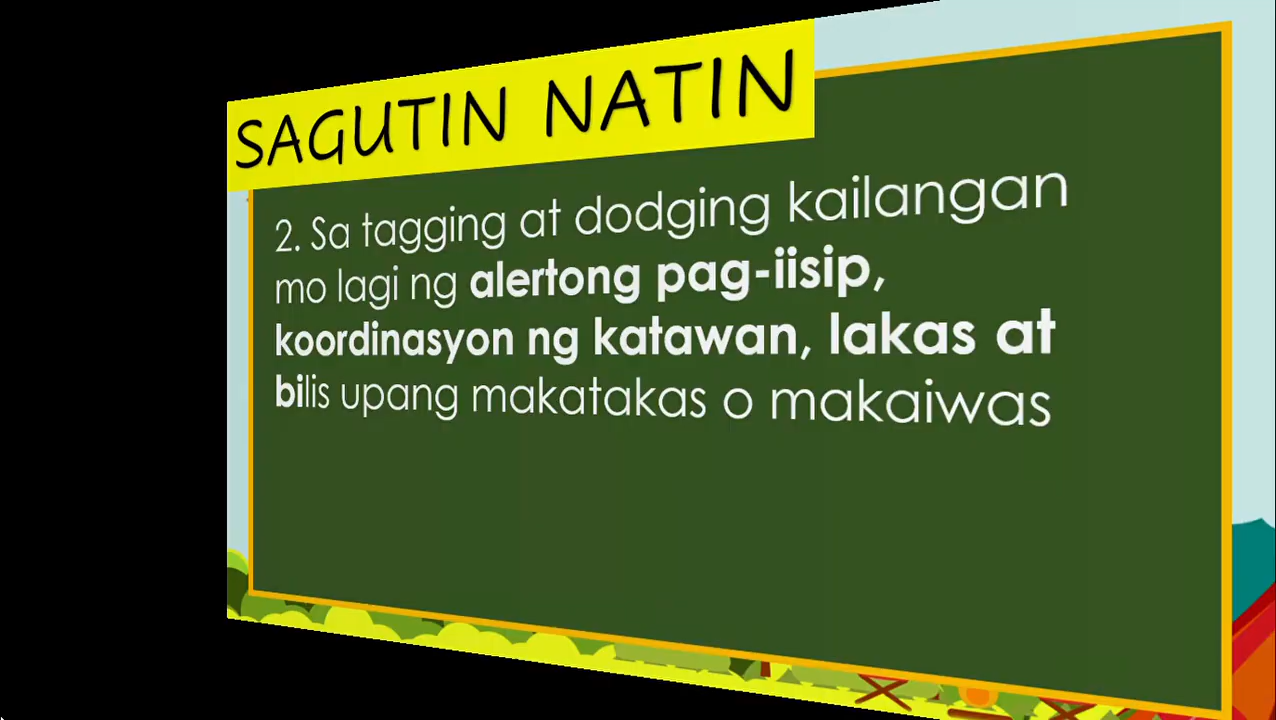 SAGUTIN NATIN
2. Sa tagging at dodging kailangan
mo lagi ng alertong pag-iisip,
koordinasyon ng katawan, lakas at
bilis upang makatakas o makaiwas